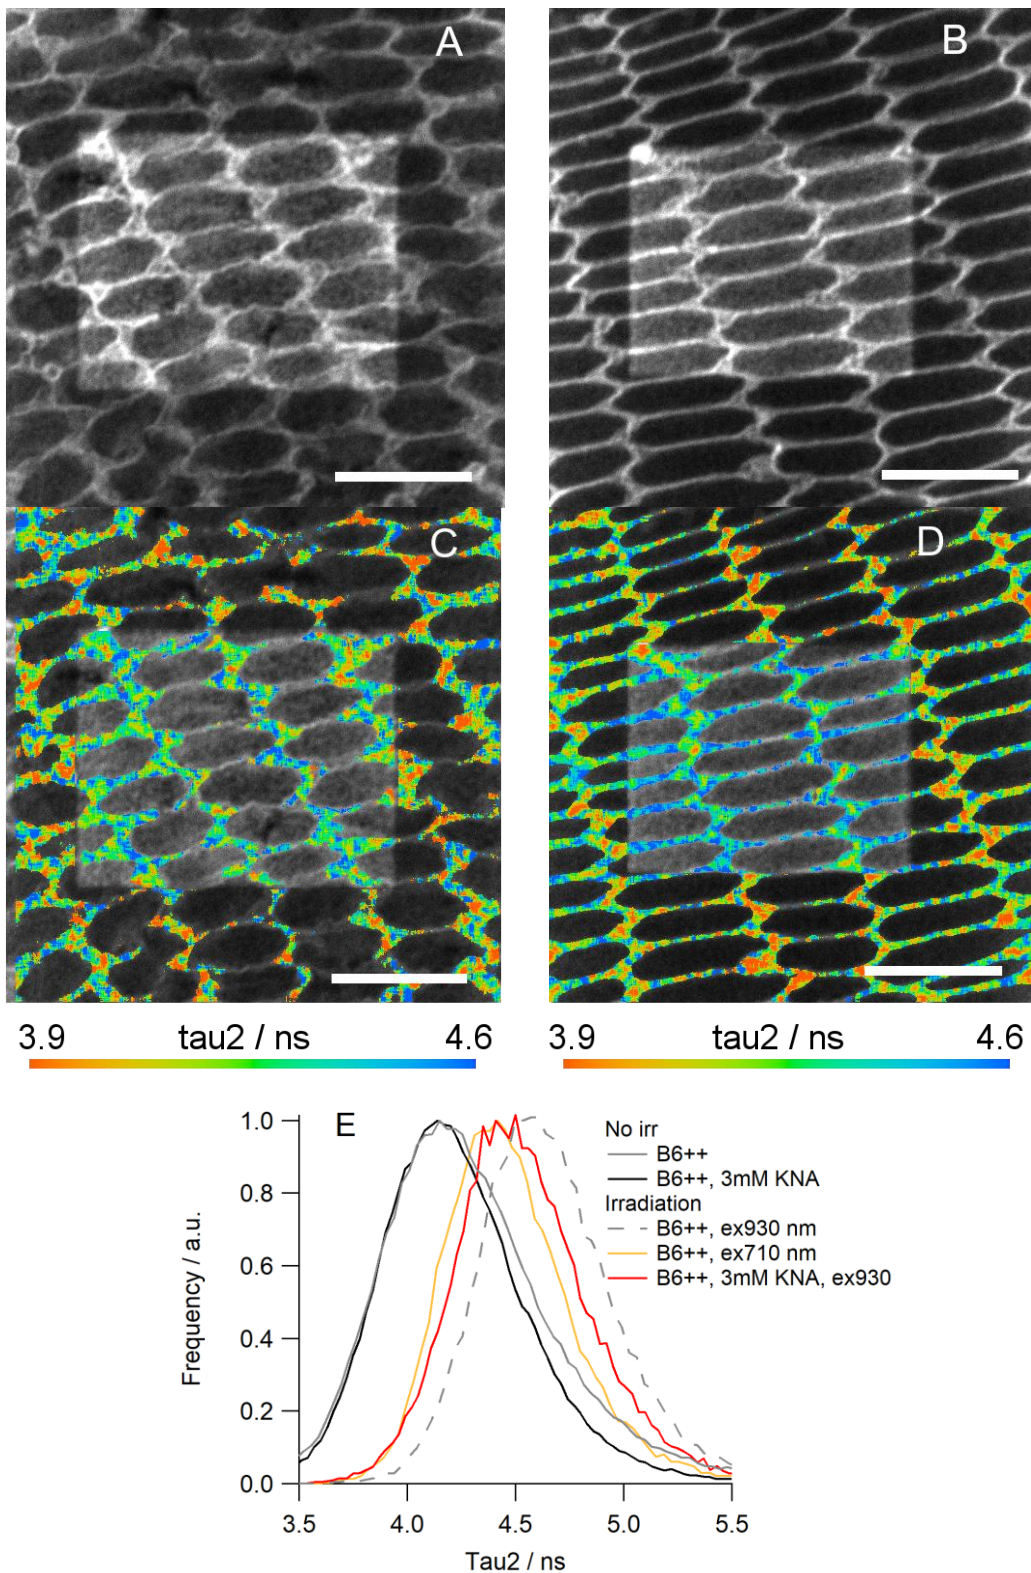 A
B
C
D
3.9 tau2 / ns 4.6
3.9 tau2 / ns 4.6
E
No irr
B6++
B6++, 3mM KNA
Irradiation
B6++, ex930 nm
B6++, ex710 nm
B6++, 3mM KNA, ex930
1.0
0.8
0.6
0.4
0.2
0.0
Frequency / a.u.
3.5 4.0 4.5 5.0 5.5
Tau2 / ns